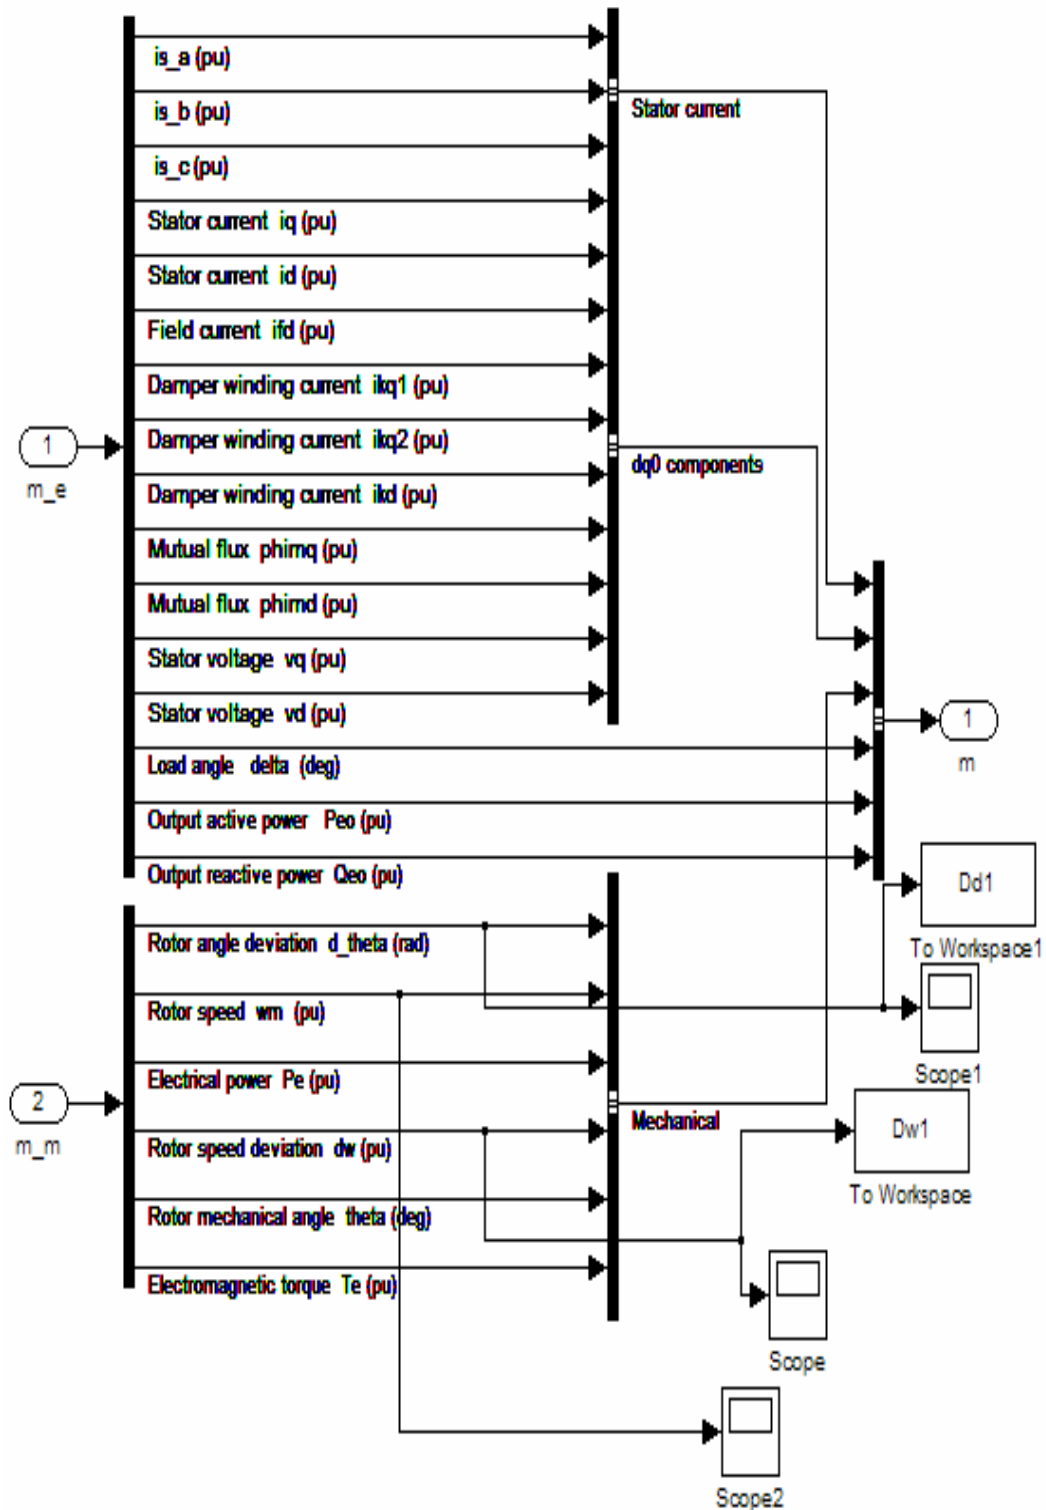 is_a (pu)
is_b (pu)
Stator current
is_c (pu)
Stator current iq (pu)
Stator current id (pu)
Field current ifd (pu)
Damper winding current ikq1 (pu)
1
Damper winding current ikq2 (pu)
dq0 components
m_e
Damper winding current ikd (pu)
Mutual flux phimq (pu)
Mutual flux phimd (pu)
Stator voltage vq (pu)
Stator voltage vd (pu)
1
m
Load angle delta (deg)
Output active power Peo (pu)
Output reactive power Qeo (pu)
Dd1
To Workspace1
Rotor angle deviation d_theta (rad)
Rotor speed wm (pu)
Scope1
Electrical power Pe (pu)
2
m_m
Mechanical
Dw1
To Workspace
Rotor speed deviation dw (pu)
Rotor mechanical angle theta (deg)
Electromagnetic torque Te (pu)
Scope
Scope2